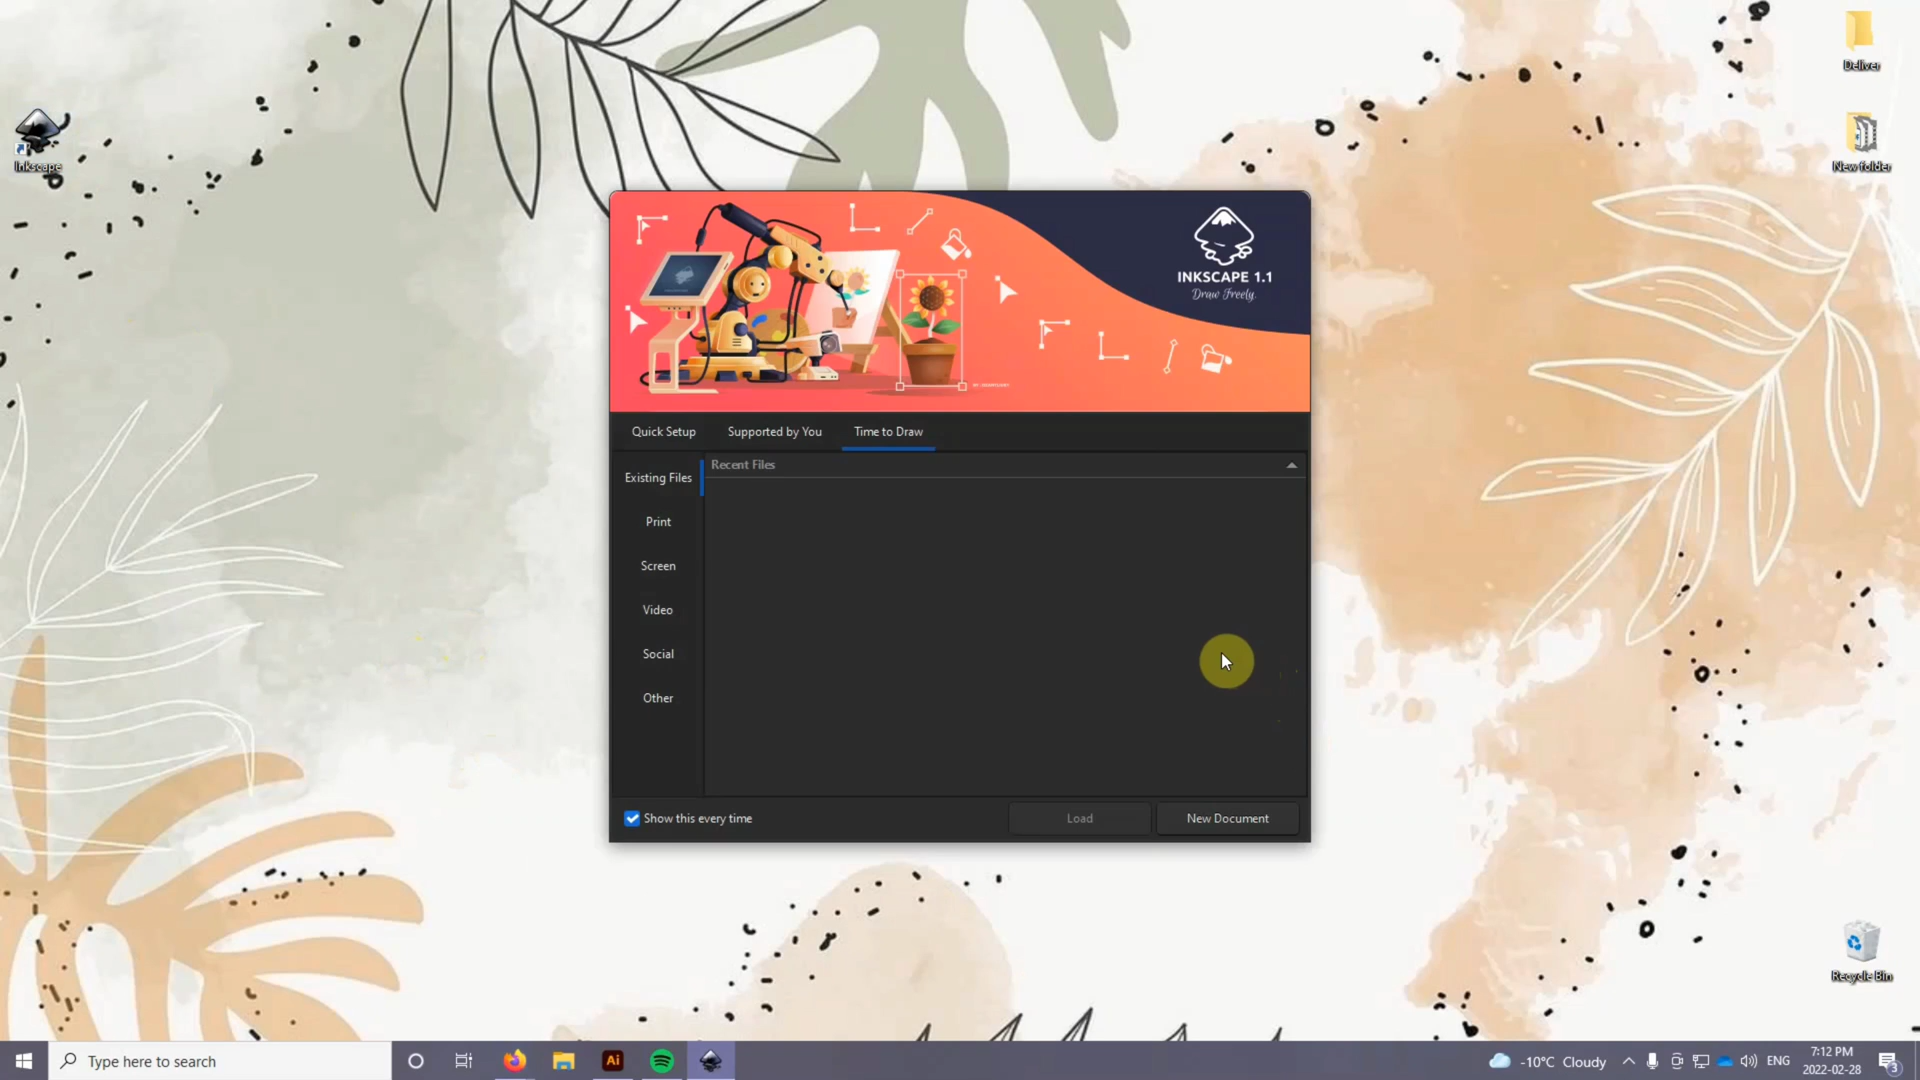 Deliver
Inkscape
New folder
INKSCAPE 1.1
Draw Freely.
Quick Setup
Supported by You
Time to Draw
Existing Files
Recent Files
Print
Screen
Video
Social
Other
Show this every time
Load
New Document
Recycle Bin
Type here to search
Ai
-10°C Cloudy
ENG
7:12 PM
2022-02-28
3